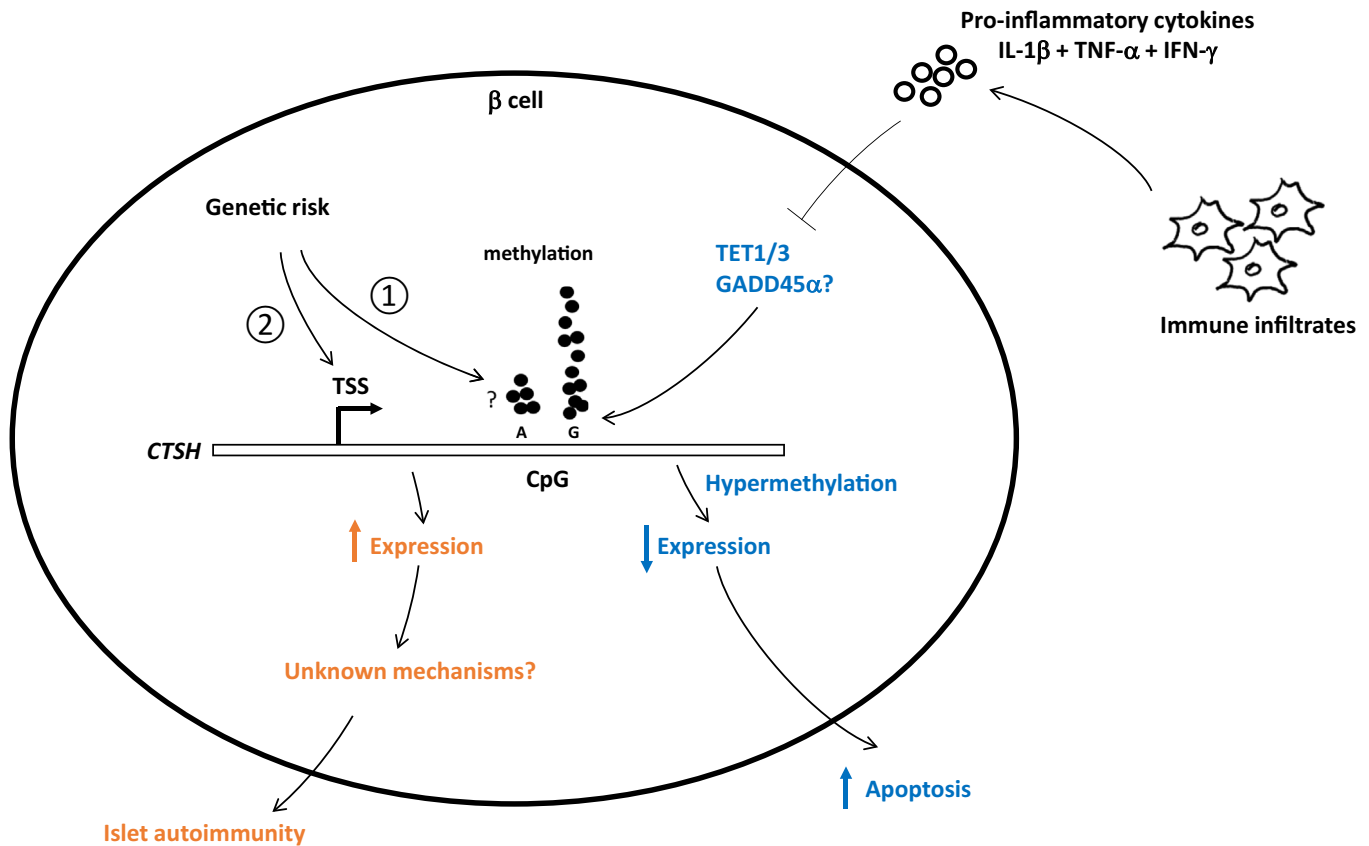 Pro-inflammatory cytokines
IL-1β + TNF-α + IFN-γ
β cell
Genetic risk
methylation
TET1/3
GADD45α?
Immune infiltrates
1
2
TSS
?
A
G
CTSH
CpG
Hypermethylation
Expression
Expression
Unknown mechanisms?
Apoptosis
Islet autoimmunity